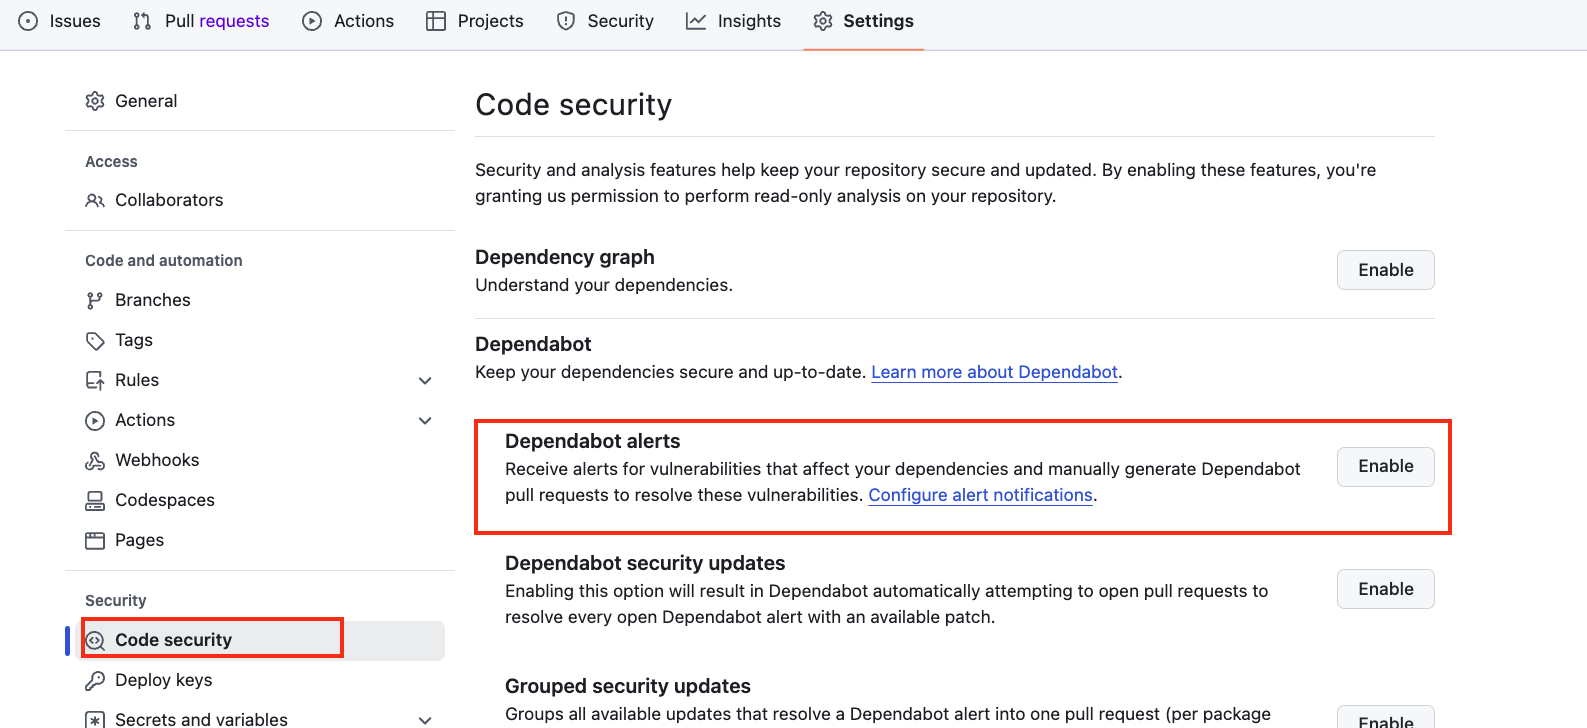 Issues Pull requests Actions Projects Security Insights Settings
General
Access
Collaborators
Code and automation
Branches
Tags
Rules
Actions
Webhooks
Codespaces
Pages
Security
Code security
Deploy keys
Secrets and variables
Code security
Security and analysis features help keep your repository secure and updated. By enabling these features, you're
granting us permission to perform read-only analysis on your repository.
Dependency graph
Understand your dependencies.
Enable
Dependabot
Keep your dependencies secure and up-to-date. Learn more about Dependabot.
Dependabot alerts
Receive alerts for vulnerabilities that affect your dependencies and manually generate Dependabot
pull requests to resolve these vulnerabilities. Configure alert notifications.
Enable
Dependabot security updates
Enabling this option will result in Dependabot automatically attempting to open pull requests to
resolve every open Dependabot alert with an available patch.
Enable
Grouped security updates
Groups all available updates that resolve a Dependabot alert into one pull request (per package
Enable